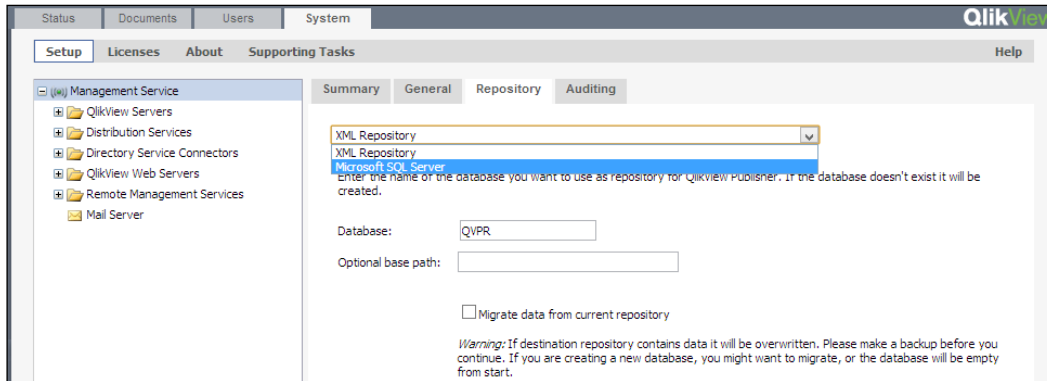 Status Documents Users System QlikView
Setup Licenses About Supporting Tasks Help
Management Service
QlikView Servers
Distribution Services
Directory Service Connectors
QlikView Web Servers
Remote Management Services
Mail Server
Summary General Repository Auditing
XML Repository
XML Repository
Microsoft SQL Server
Enter the name of the database you want to use as repository for QlikView Publisher. If the database doesn't exist it will be
created.
Database: QVPR
Optional base path:
Migrate data from current repository
Warning: If destination repository contains data it will be overwritten. Please make a backup before you
continue. If you are creating a new database, you might want to migrate, or the database will be empty
from start.